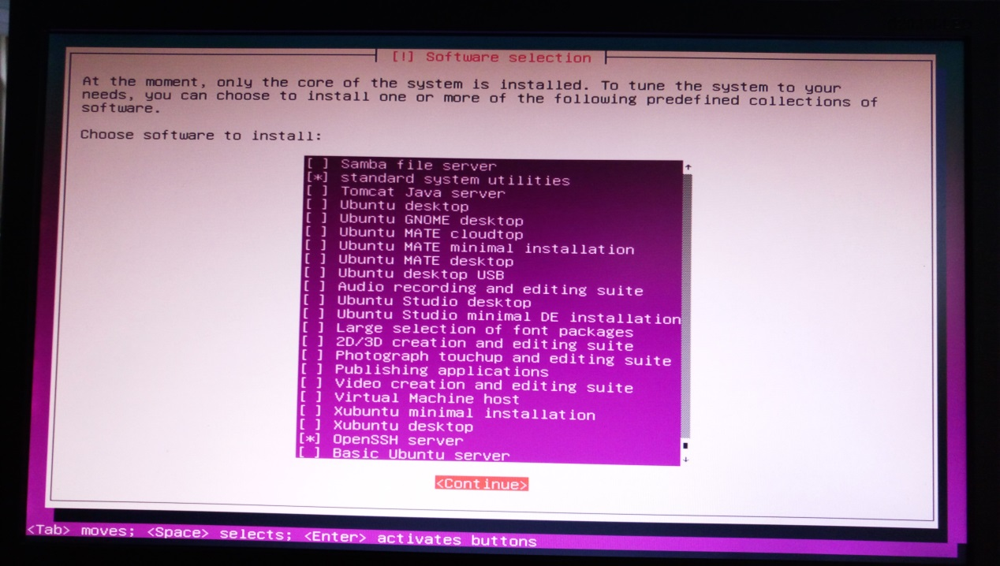 [!] Software selection
At the moment, only the core of the system is installed. To tune the system to your
needs, you can choose to install one or more of the following predefined collections of
software.
Choose software to install:
[ ] Samba file server
[*] standard system utilities
[ ] Tomcat Java server
[ ] Ubuntu desktop
[ ] Ubuntu GNOME desktop
[ ] Ubuntu MATE cloudtop
[ ] Ubuntu MATE minimal installation
[ ] Ubuntu MATE desktop
[ ] Ubuntu desktop USB
[ ] Audio recording and editing suite
[ ] Ubuntu Studio desktop
[ ] Ubuntu Studio minimal DE installation
[ ] Large selection of font packages
[ ] 2D/3D creation and editing suite
[ ] Photograph touchup and editing suite
[ ] Publishing applications
[ ] Video creation and editing suite
[ ] Virtual Machine host
[ ] Xubuntu minimal installation
[ ] Xubuntu desktop
[*] OpenSSH server
[ ] Basic Ubuntu server
<Continue>
<Tab> moves; <Space> selects; <Enter> activates buttons